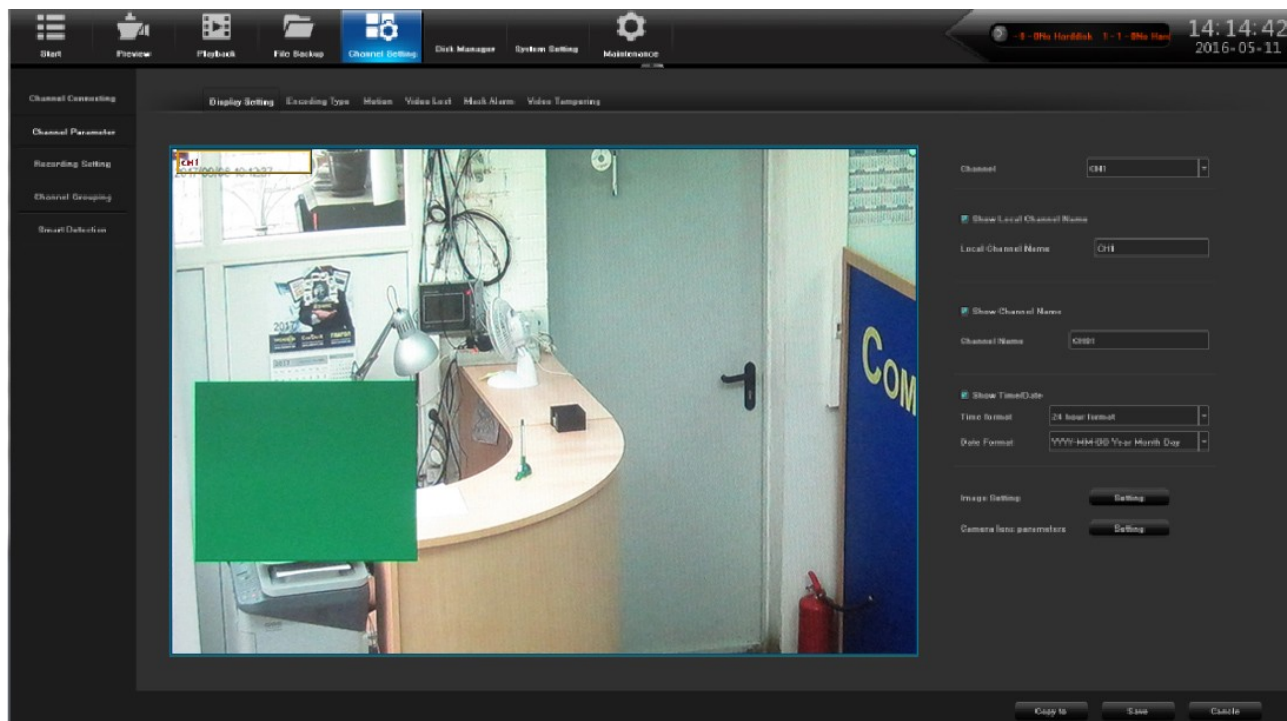 Start Preview Playback File Backup Channel Setting Disk Manager System Setting Maintenance
14:14:42
2016-05-11
Channel Connecting
Channel Parameter
Recording Setting
Channel Grouping
Smart Detection
Display Setting Encoding Type Motion Video Lost Mask Alarm Video Tampering
CH1
2017
2017
COM
Channel CH1
Show Local Channel Name
Local Channel Name CH1
Show Channel Name
Channel Name
Show Time/Date
Time format 24 hour format
Date Format YYYY-MM-DD Year Month Day
Image Setting Setting
Camera lens parameters Setting
Copy to Save Cancle